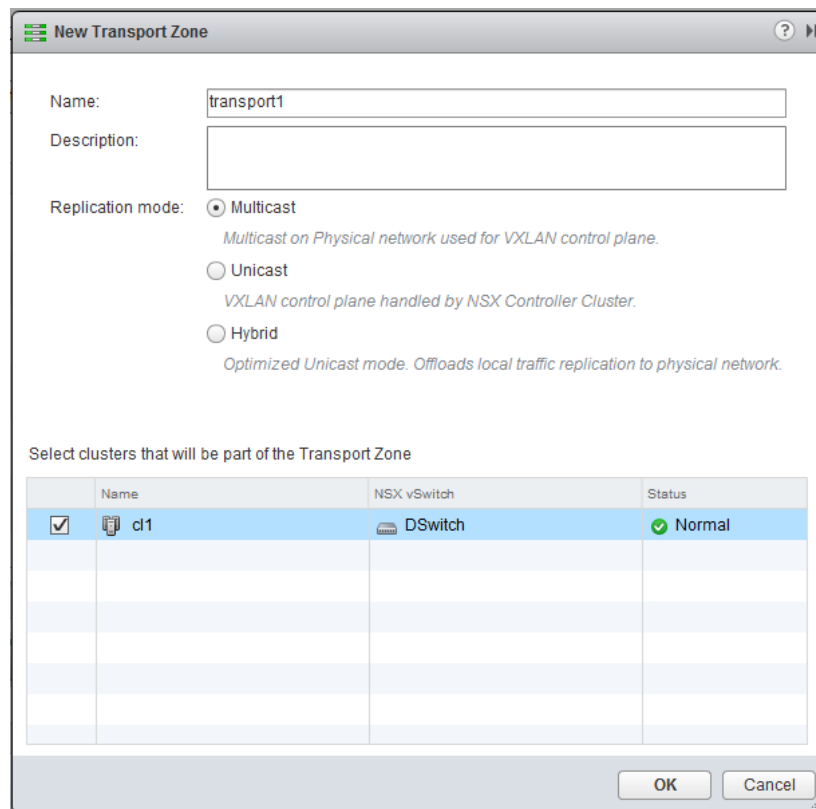 New Transport Zone ?
Name: transport1
Description:
Replication mode: Multicast
Multicast on Physical network used for VXLAN control plane.
Unicast
VXLAN control plane handled by NSX Controller Cluster.
Hybrid
Optimized Unicast mode. Offloads local traffic replication to physical network.
Select clusters that will be part of the Transport Zone
Name NSX vSwitch Status
cl1 DSwitch Normal
OK Cancel